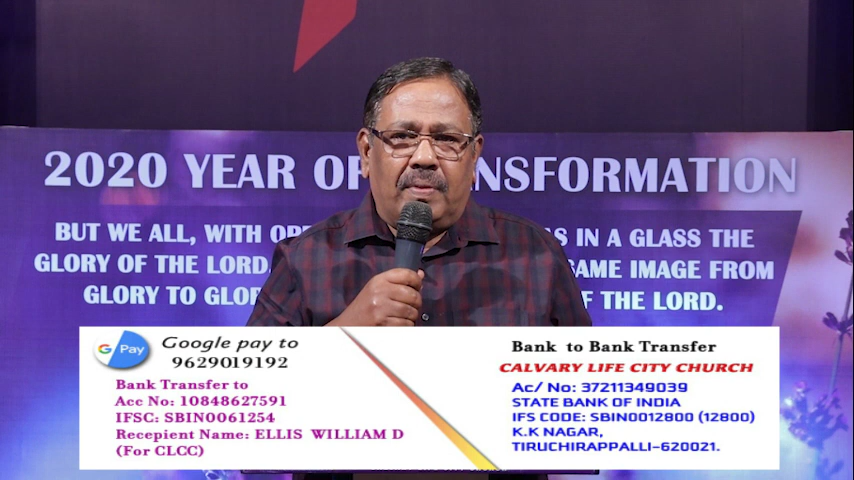 2020 YEAR OF NSFORMATION
BUT WE ALL, WITH S IN A GLASS THE
GLORY OF THE LORD, AME IMAGE FROM
GLORY TO F THE LORD.
G Pay
Google pay to
9629019192
Bank Transfer to
Acc No: 10848627591
IFSC: SBIN0061254
Recepient Name: ELLIS WILLIAM D
(For CLCC)
Bank to Bank Transfer
CALVARY LIFE CITY CHURCH
Ac/ No: 37211349039
STATE BANK OF INDIA
IFS CODE: SBIN0012800 (12800)
K.K NAGAR,
TIRUCHIRAPPALLI-620021.